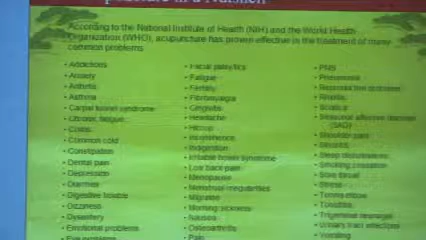 According to the National Institute of Health (NIH) and the World Health
Organization (WHO), acupuncture has proven effective in the treatment of many
common problems.
• Addictions
• Anxiety
• Arthritis
• Asthma
• Carpal tunnel syndrome
• Chronic fatigue
• Colitis
• Common cold
• Constipation
• Dental pain
• Depression
• Diarrhea
• Digestive trouble
• Dizziness
• Dysentery
• Emotional problems
• Eye problems
• Facial palsy/tics
• Fatigue
• Fertility
• Fibromyalgia
• Gingivitis
• Headache
• Hiccup
• Incontinence
• Indigestion
• Irritable bowel syndrome
• Low back pain
• Menopause
• Menstrual irregularities
• Migraine
• Morning sickness
• Nausea
• Osteoarthritis
• Pain
• PMS
• Pneumonia
• Reproductive problems
• Rhinitis
• Sciatica
• Seasonal affective disorder
(SAD)
• Shoulder pain
• Sinusitis
• Sleep disturbances
• Smoking cessation
• Sore throat
• Stress
• Tennis elbow
• Tonsillitis
• Trigeminal neuralgia
• Urinary tract infections
• Vomiting